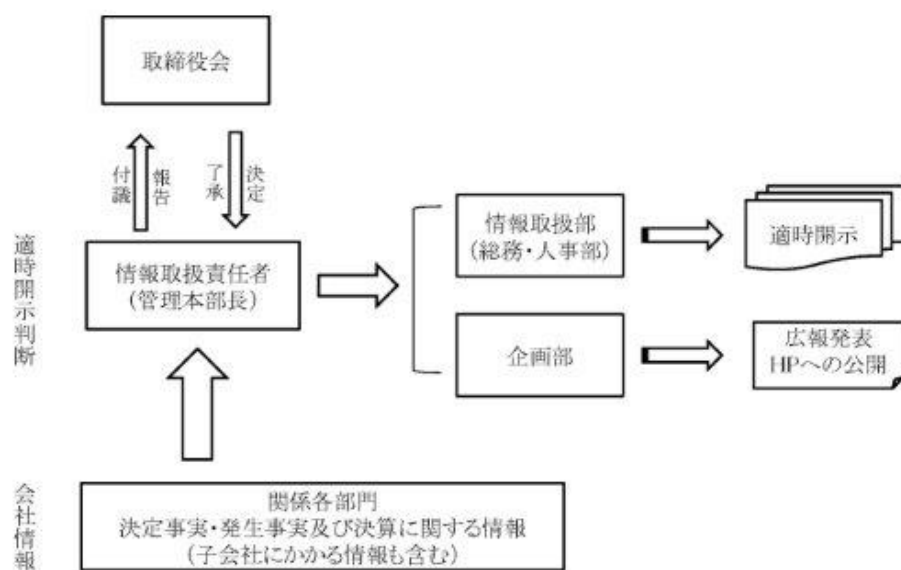 取締役会
付議
報告
了承
決定
適時開示判断
情報取扱責任者
(管理本部長)
情報取扱部
(総務・人事部)
適時開示
企画部
広報発表
HPへの公開
会社情報
関係各部門
決定事実・発生事実及び決算に関する情報
(子会社にかかる情報も含む)